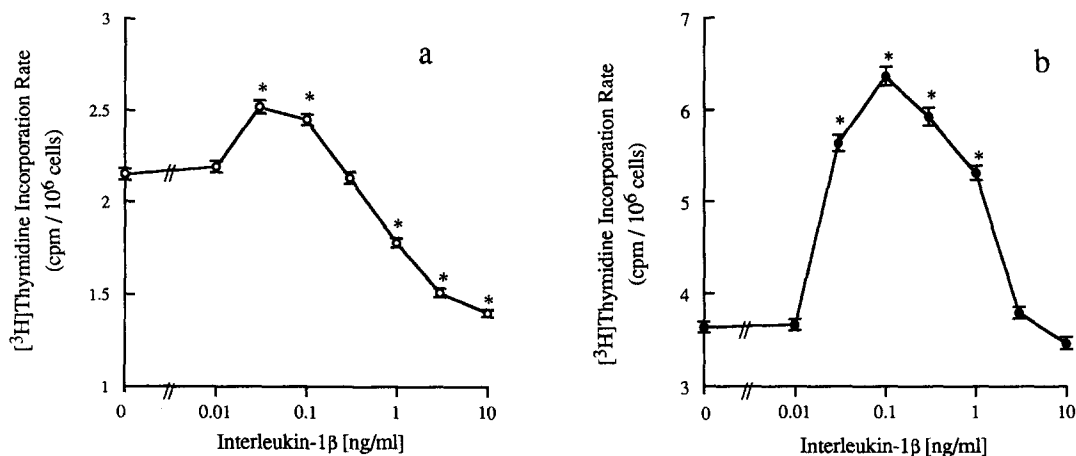 a
[³H]Thymidine Incorporation Rate
(cpm / 10⁶ cells)
3
2.5
2
1.5
1
* * * * *
0 // 0.01 0.1 1 10
Interleukin-1β [ng/ml]
b
[³H]Thymidine Incorporation Rate
(cpm / 10⁶ cells)
7
6
5
4
3
* * * *
0 // 0.01 0.1 1 10
Interleukin-1β [ng/ml]